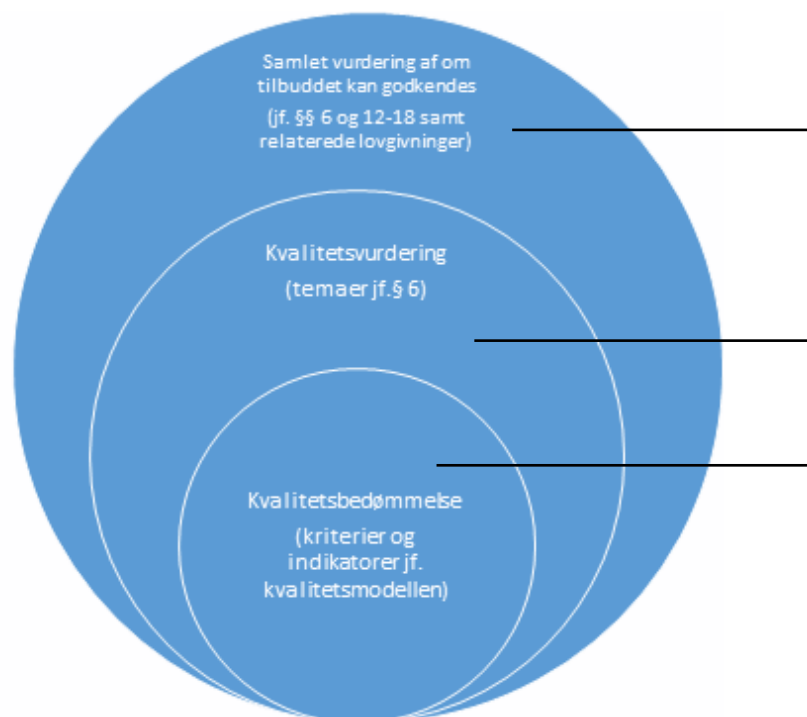 Samlet vurdering af om
tilbuddet kan godkendes
(jf. §§ 6 og 12-18 samt
relaterede lovgivninger)
Kvalitetsvurdering
(temaer jf.§ 6)
Kvalitetsbedømmelse
(kriterier og
indikatorer jf.
kvalitetsmodellen)